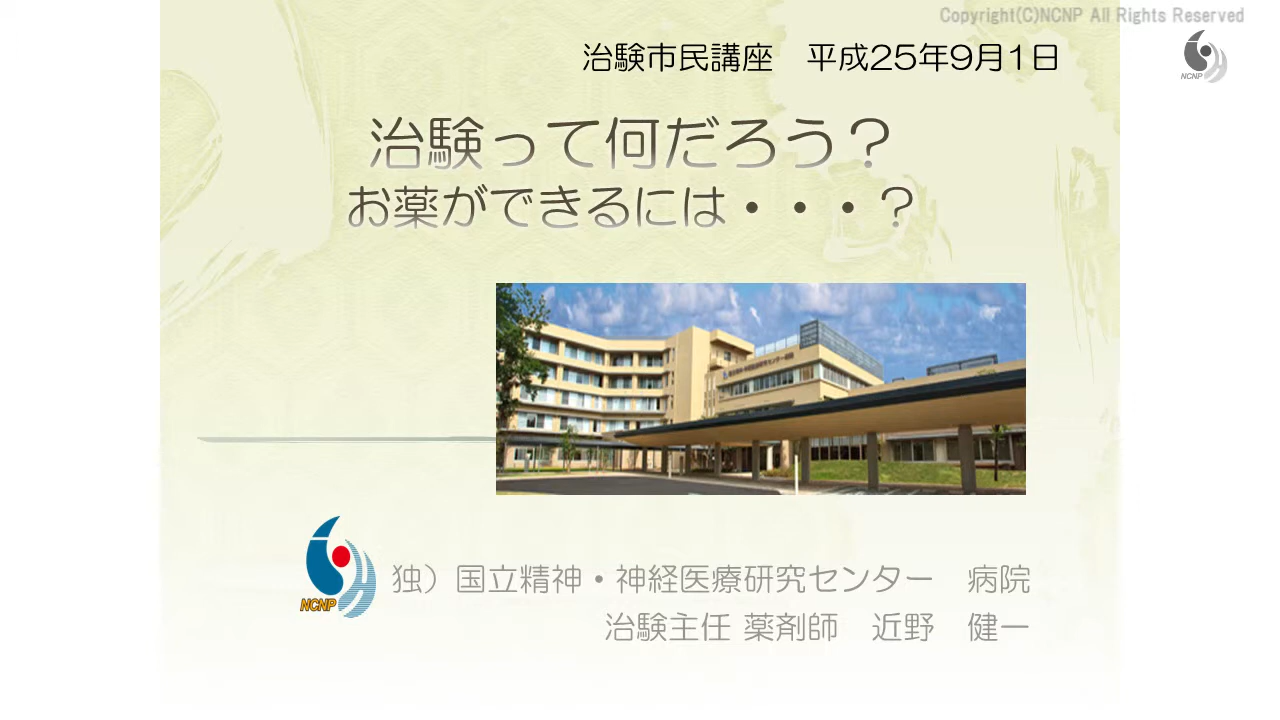 Copyright(C)NCNP All Rights Reserved
NCNP
治験市民講座　平成25年9月1日
治験って何だろう？
お薬ができるには・・・？
NCNP
独）国立精神・神経医療研究センター　病院
治験主任 薬剤師　近野　健一